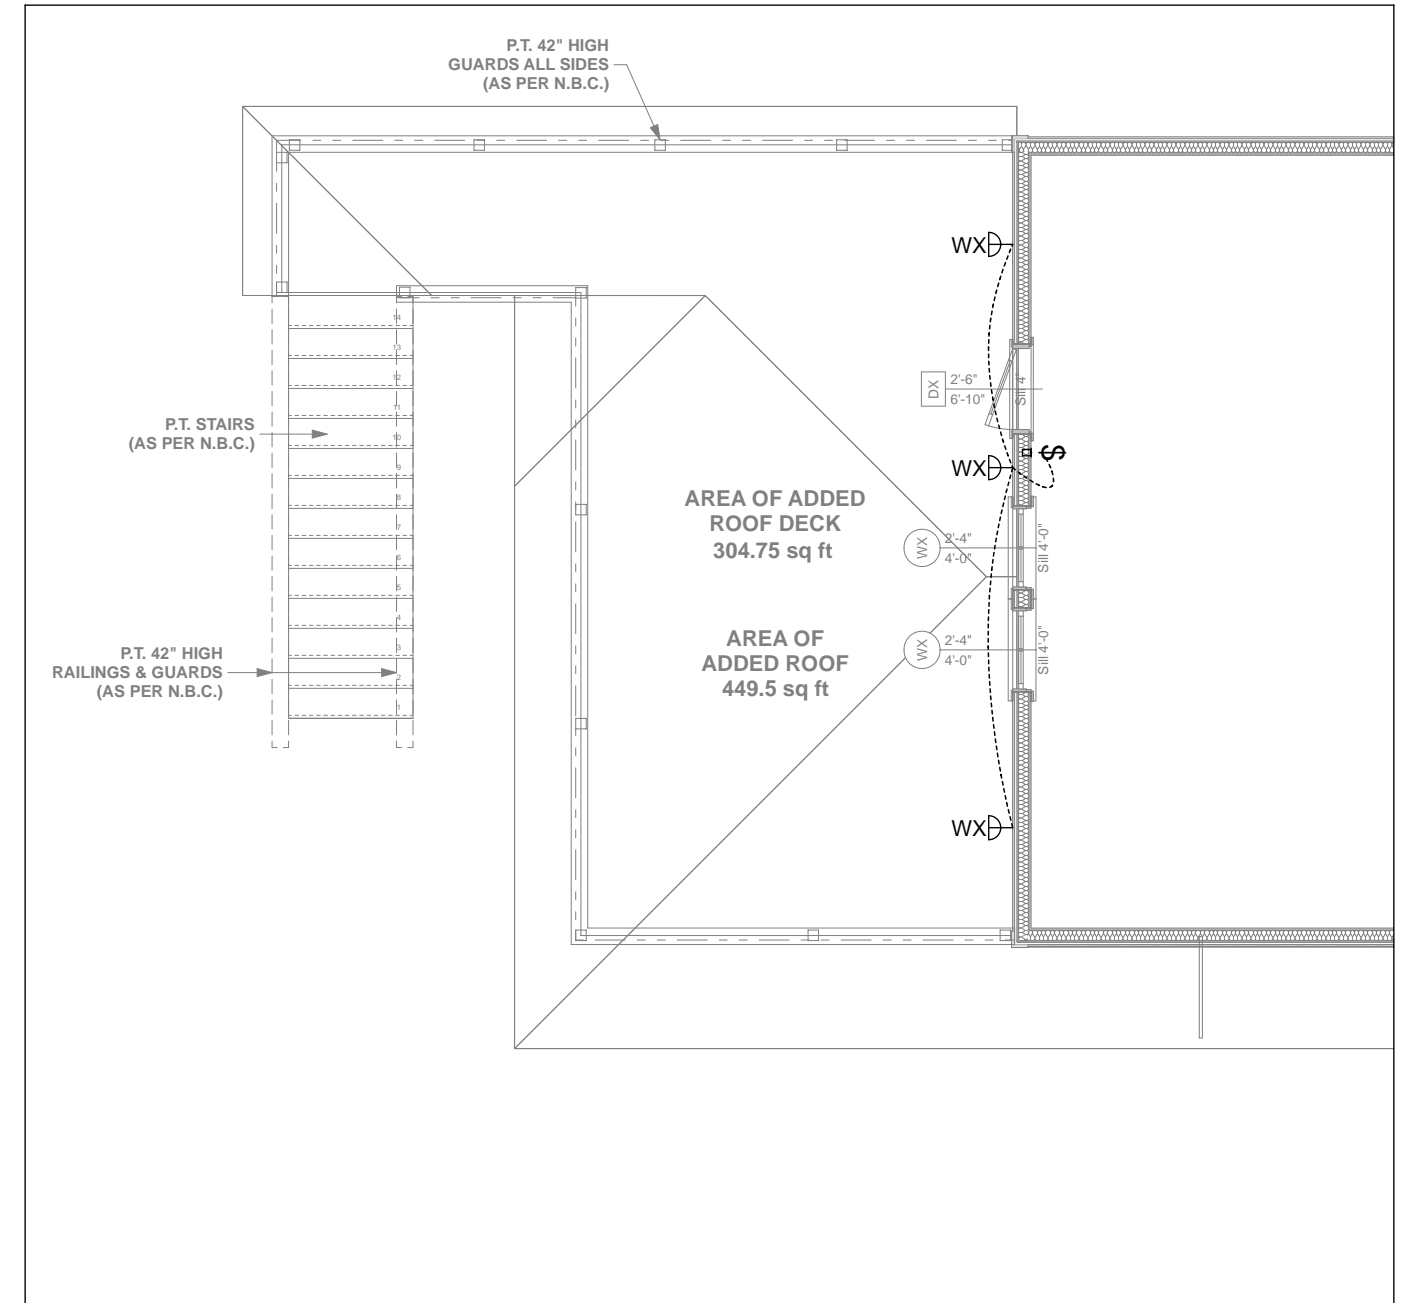 P.T. 42" HIGH
GUARDS ALL SIDES
(AS PER N.B.C.)
WX
14
13
12
11
10
9
8
7
6
5
4
3
2
1
DX
2'-6"
6'-10"
Sill 4"
P.T. STAIRS
(AS PER N.B.C.)
WX
$
AREA OF ADDED
ROOF DECK
304.75 sq ft
WX
2'-4"
4'-0"
Sill 4'-0"
AREA OF
ADDED ROOF
449.5 sq ft
WX
2'-4"
4'-0"
Sill 4'-0"
P.T. 42" HIGH
RAILINGS & GUARDS
(AS PER N.B.C.)
WX